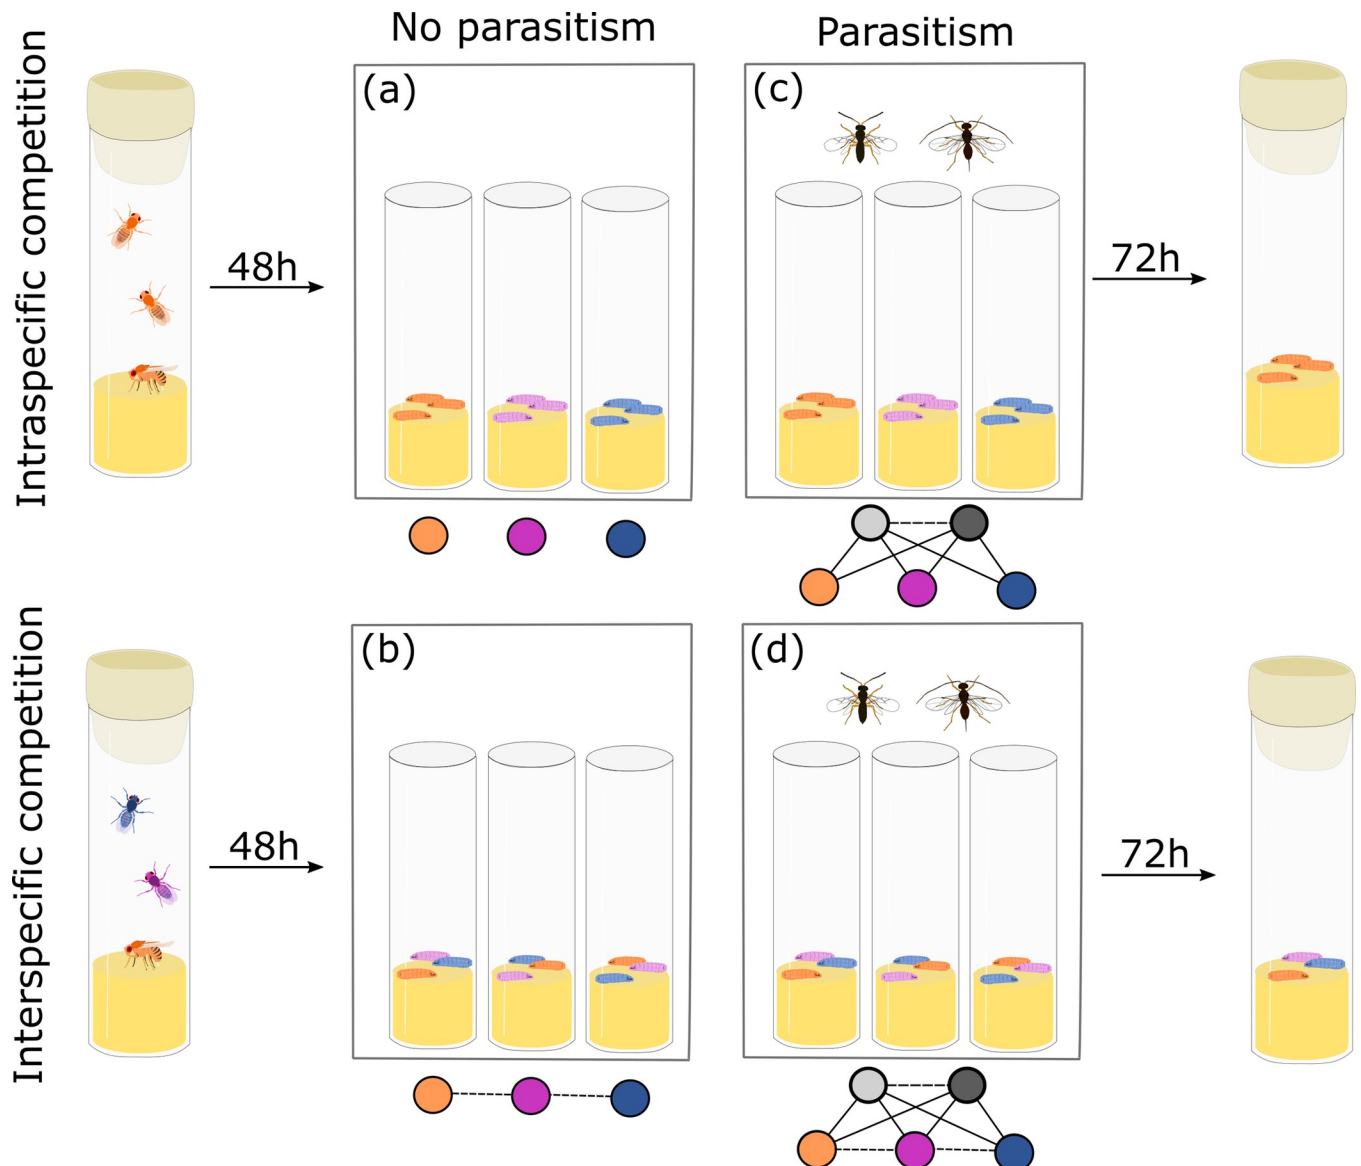 No parasitism
Parasitism
Intraspecific competition
(a)
(c)
48h
72h
Interspecific competition
(b)
(d)
48h
72h